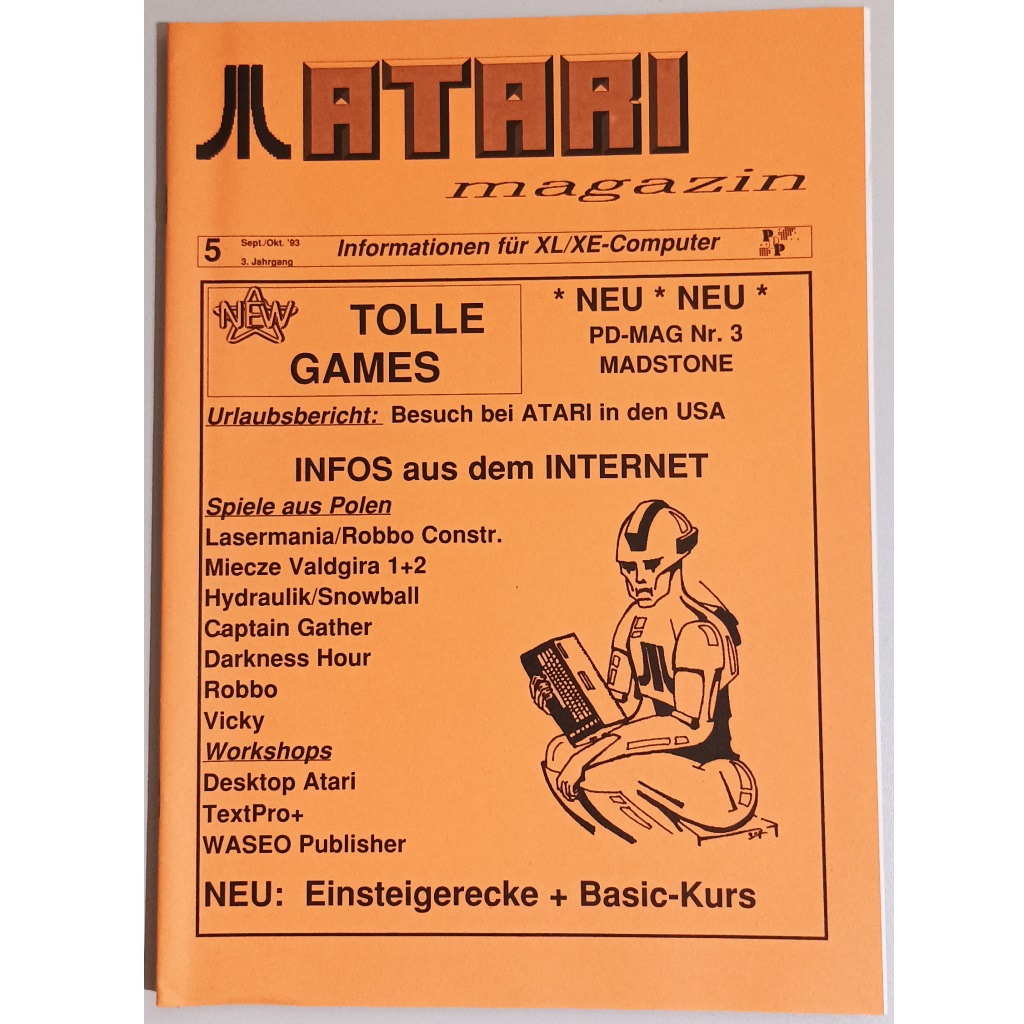 ATARI
magazin
5 Sept./Okt. '93
3. Jahrgang
Informationen für XL/XE-Computer
P D P
NEW
TOLLE
GAMES
* NEU * NEU *
PD-MAG Nr. 3
MADSTONE
Urlaubsbericht: Besuch bei ATARI in den USA
INFOS aus dem INTERNET
Spiele aus Polen
Lasermania/Robbo Constr.
Miecze Valdgira 1+2
Hydraulik/Snowball
Captain Gather
Darkness Hour
Robbo
Vicky
Workshops
Desktop Atari
TextPro+
WASEO Publisher
NEU: Einsteigerecke + Basic-Kurs